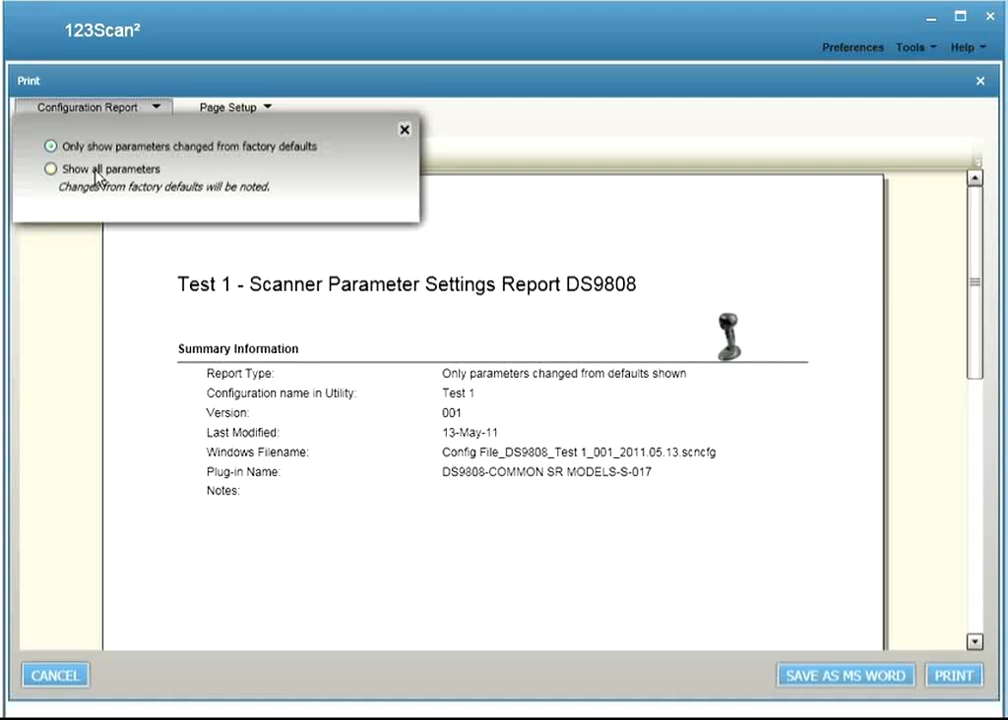 123Scan²
Preferences Tools Help
Print
Configuration Report Page Setup
Only show parameters changed from factory defaults
Show all parameters
Changes from factory defaults will be noted.
Test 1 - Scanner Parameter Settings Report DS9808
Summary Information
Report Type: Only parameters changed from defaults shown
Configuration name in Utility: Test 1
Version: 001
Last Modified: 13-May-11
Windows Filename: Config File_DS9808_Test 1_001_2011.05.13.scncfg
Plug-in Name: DS9808-COMMON SR MODELS-S-017
Notes:
CANCEL SAVE AS MS WORD PRINT